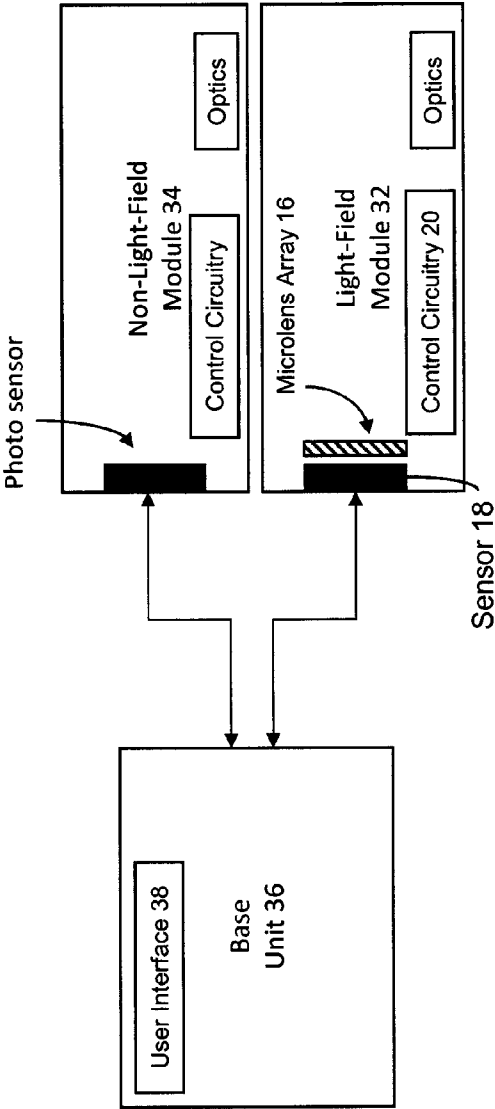 Photo sensor
Non-Light-Field
Module 34
Control Circuitry
Optics
Microlens Array 16
Light-Field
Module 32
Control Circuitry 20
Optics
Sensor 18
User Interface 38
Base
Unit 36